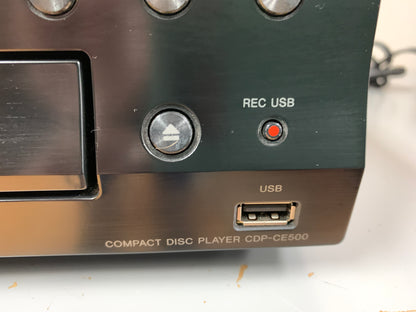 REC USB
USB
COMPACT DISC PLAYER CDP-CE500